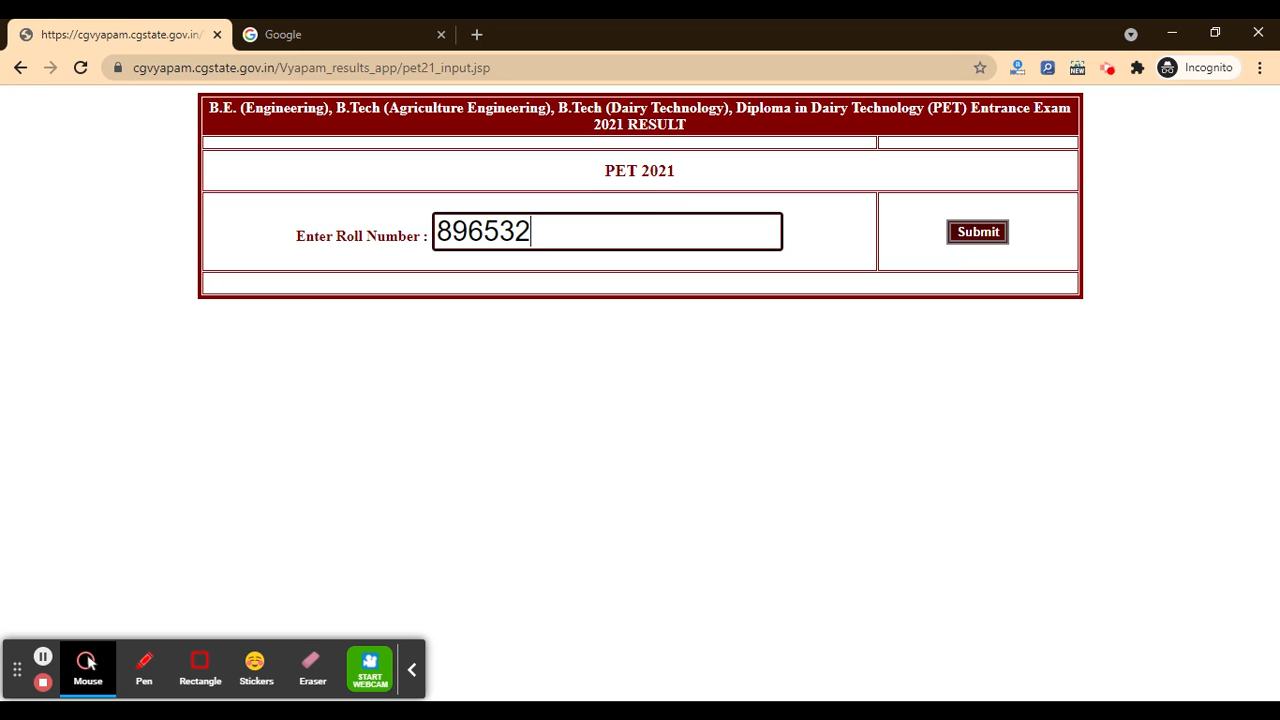 https://cgvyapam.cgstate.gov.in/
Google
cgvyapam.cgstate.gov.in/Vyapam_results_app/pet21_input.jsp
NEW
Incognito
B.E. (Engineering), B.Tech (Agriculture Engineering), B.Tech (Dairy Technology), Diploma in Dairy Technology (PET) Entrance Exam
2021 RESULT
PET 2021
Enter Roll Number : 896532
Submit
Mouse
Pen
Rectangle
Stickers
Eraser
START
WEBCAM